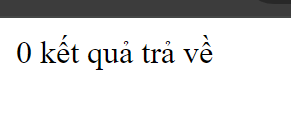 0 kết quả trả về